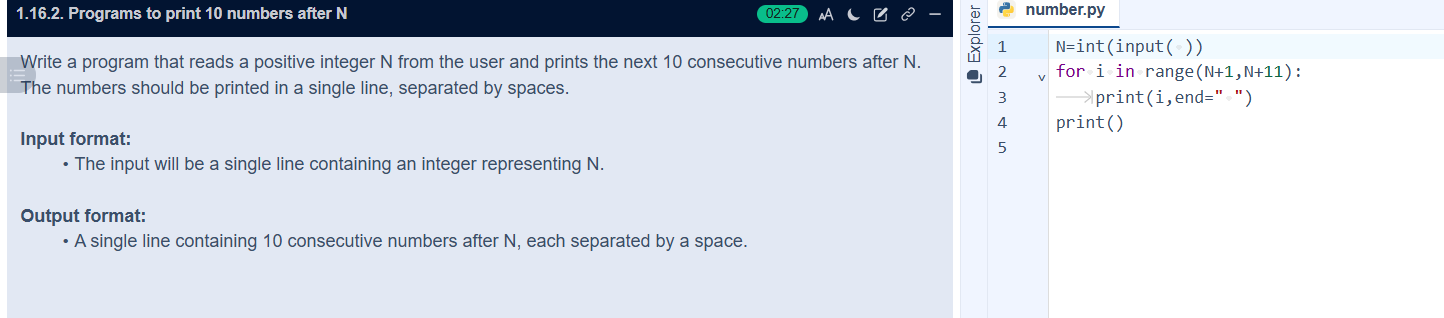 1.16.2. Programs to print 10 numbers after N
02:27
AA
Write a program that reads a positive integer N from the user and prints the next 10 consecutive numbers after N.
The numbers should be printed in a single line, separated by spaces.
Input format:
• The input will be a single line containing an integer representing N.
Output format:
• A single line containing 10 consecutive numbers after N, each separated by a space.
Explorer
number.py
1 N=int(input( ))
2 for i in range(N+1,N+11):
3 print(i,end=" ")
4 print()
5